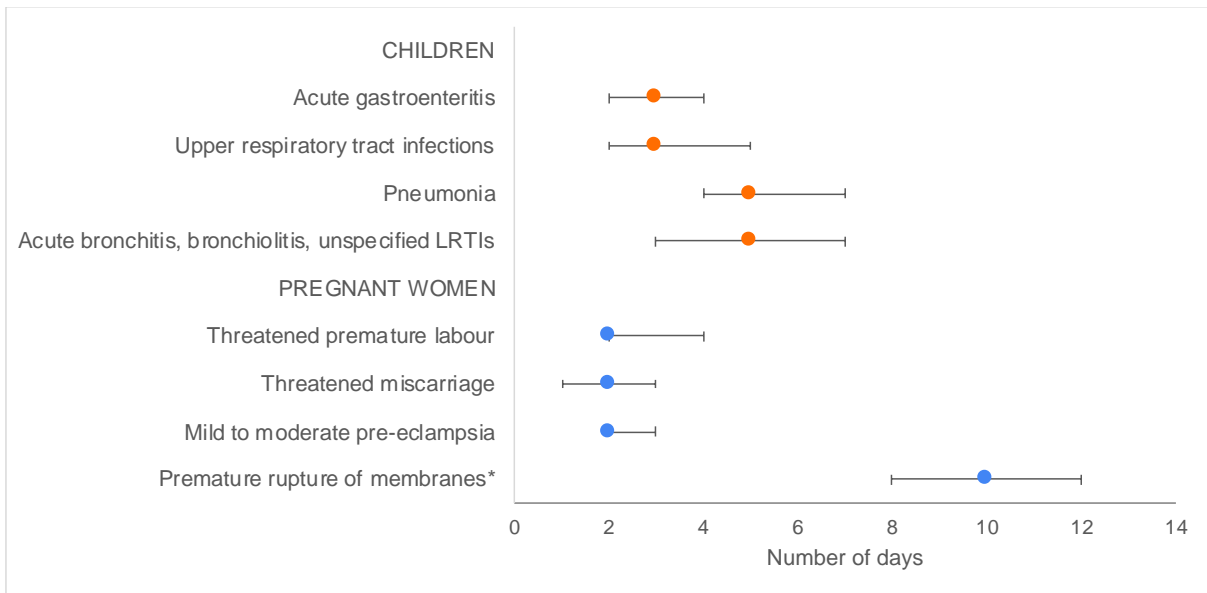 CHILDREN
Acute gastroenteritis
Upper respiratory tract infections
Pneumonia
Acute bronchitis, bronchiolitis, unspecified LRTIs
PREGNANT WOMEN
Threatened premature labour
Threatened miscarriage
Mild to moderate pre-eclampsia
Premature rupture of membranes*
0 2 4 6 8 10 12 14
Number of days